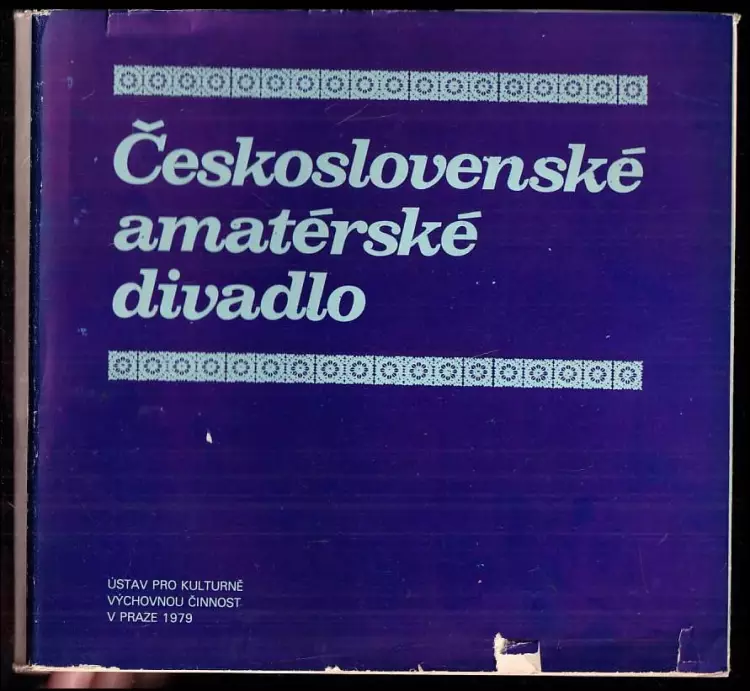 Československé
amatérské
divadlo
ÚSTAV PRO KULTURNĚ
VÝCHOVNOU ČINNOST
V PRAZE 1979